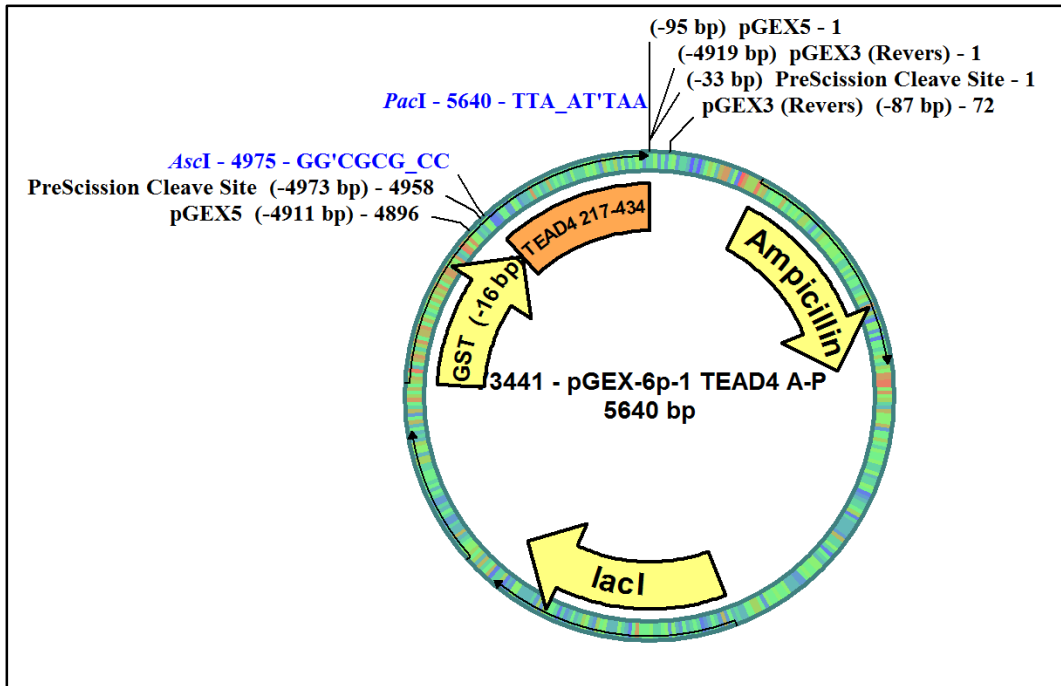 (-95 bp) pGEX5 - 1
(-4919 bp) pGEX3 (Revers) - 1
(-33 bp) PreScission Cleave Site - 1
PacI - 5640 - TTA_AT'TAA
pGEX3 (Revers) (-87 bp) - 72
AscI - 4975 - GG'CGCG_CC
PreScission Cleave Site (-4973 bp) - 4958
pGEX5 (-4911 bp) - 4896
TEAD4 217-434
Ampicillin
GST (-16 bp)
3441 - pGEX-6p-1 TEAD4 A-P
5640 bp
lacI